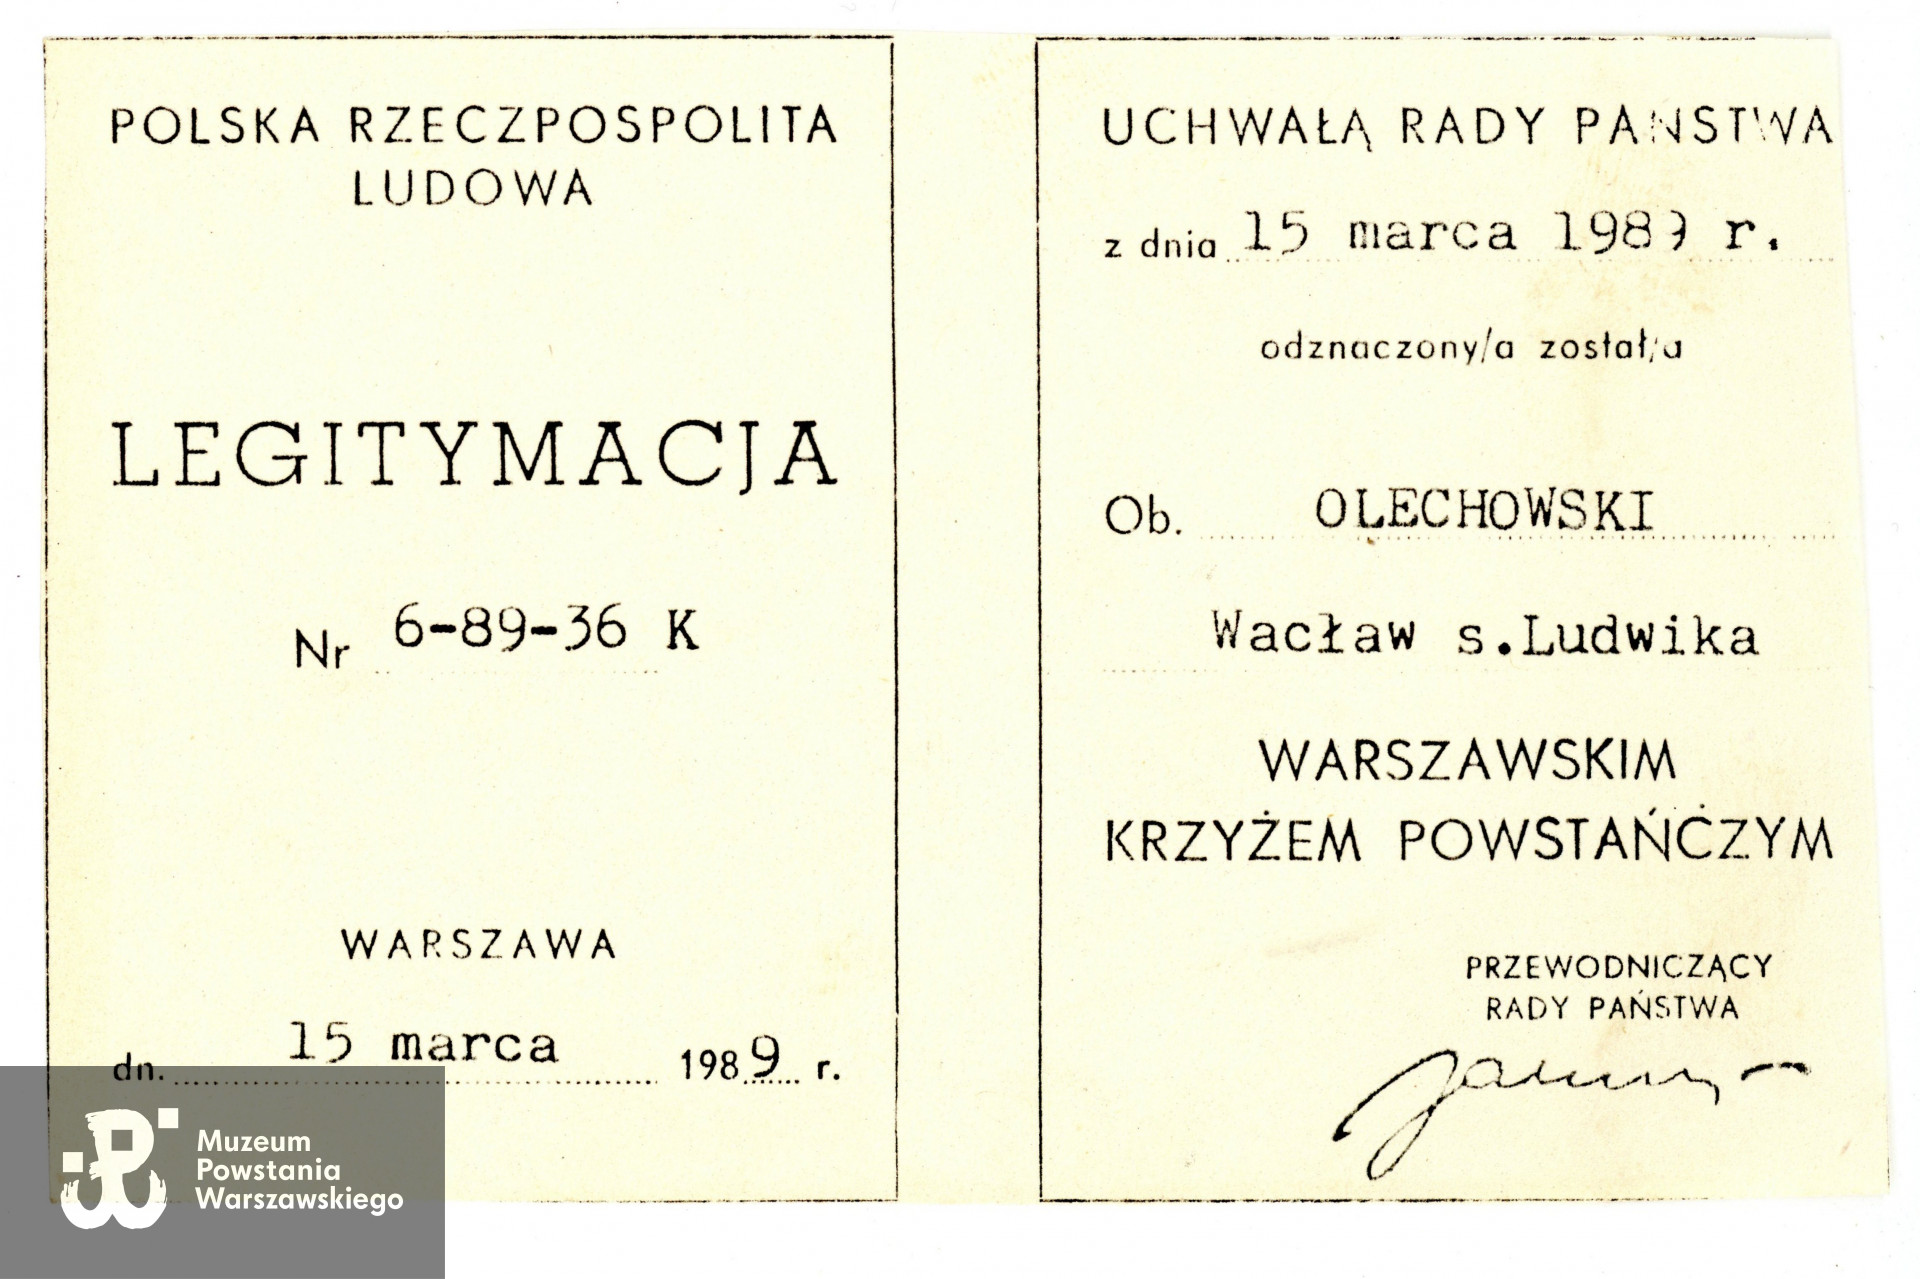 POLSKA RZECZPOSPOLITA
LUDOWA
LEGITYMACJA
Nr 6-89-36 K
WARSZAWA
dn. 15 marca 1989 r.
UCHWAŁĄ RADY PAŃSTWA
z dnia 15 marca 1989 r.
odznaczony/a został/a
Ob. OLECHOWSKI
Wacław s.Ludwika
WARSZAWSKIM
KRZYŻEM POWSTAŃCZYM
PRZEWODNICZĄCY
RADY PAŃSTWA
Muzeum
Powstania
Warszawskiego